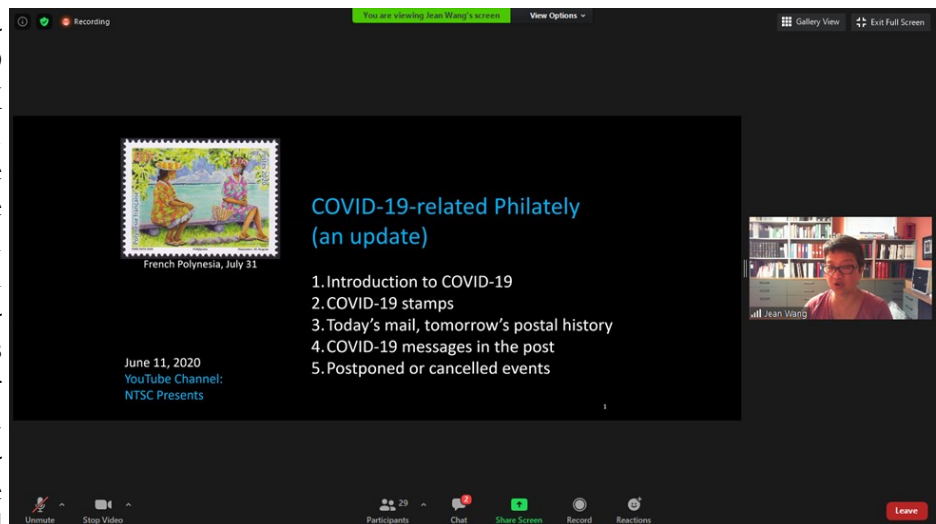 Recording
You are viewing Jean Wang's screen
View Options
Gallery View
Exit Full Screen
French Polynesia, July 31
COVID-19-related Philately
(an update)
1. Introduction to COVID-19
2. COVID-19 stamps
3. Today's mail, tomorrow's postal history
4. COVID-19 messages in the post
5. Postponed or cancelled events
June 11, 2020
YouTube Channel:
NTSC Presents
1
Jean Wang
Unmute
Stop Video
29
Participants
2
Chat
Share Screen
Record
Reactions
Leave